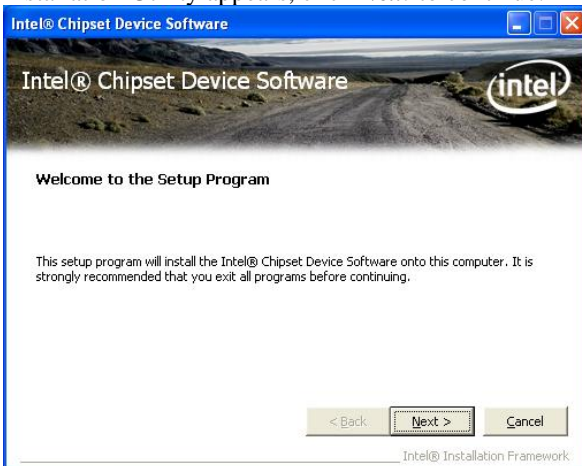 Intel® Chipset Device Software
Intel® Chipset Device Software
intel
Welcome to the Setup Program
This setup program will install the Intel® Chipset Device Software onto this computer. It is
strongly recommended that you exit all programs before continuing.
< Back Next > Cancel
Intel® Installation Framework